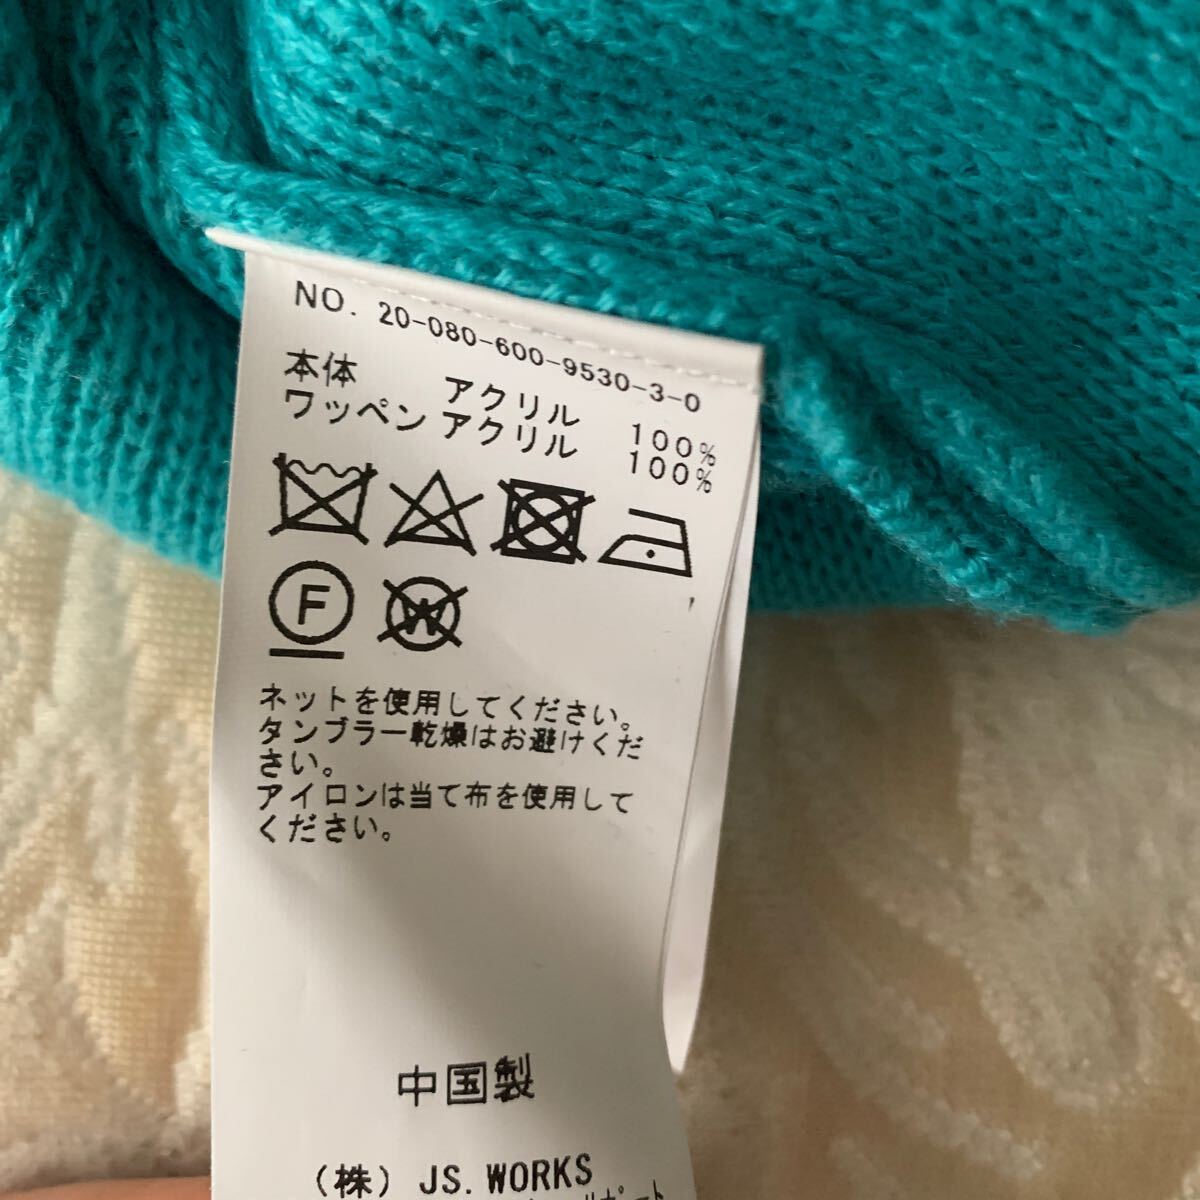 NO. 20-080-600-9530-3-0
本体 アクリル 100%
ワッペン アクリル 100%
F
W
ネットを使用してください。
タンブラー乾燥はお避けくだ
さい。
アイロンは当て布を使用して
ください。
中国製
(株) JS.WORKS